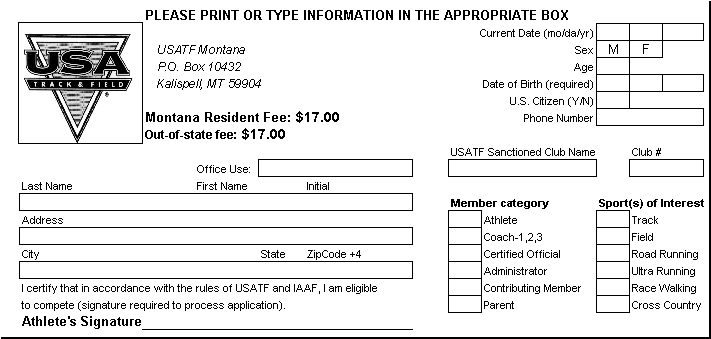 PLEASE PRINT OR TYPE INFORMATION IN THE APPROPRIATE BOX
USA
TRACK & FIELD
®
USATF Montana
P.O. Box 10432
Kalispell, MT 59904
Montana Resident Fee: $17.00
Out-of-state fee: $17.00
Current Date (mo/da/yr)
Sex M F
Age
Date of Birth (required)
U.S. Citizen (Y/N)
Phone Number
Office Use:
USATF Sanctioned Club Name Club #
Last Name First Name Initial
Address
City State ZipCode +4
I certify that in accordance with the rules of USATF and IAAF, I am eligible
to compete (signature required to process application).
Athlete's Signature
Member category
Athlete
Coach-1,2,3
Certified Official
Administrator
Contributing Member
Parent
Sport(s) of Interest
Track
Field
Road Running
Ultra Running
Race Walking
Cross Country